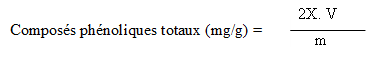 2X. V
Composés phénoliques totaux (mg/g) =
m